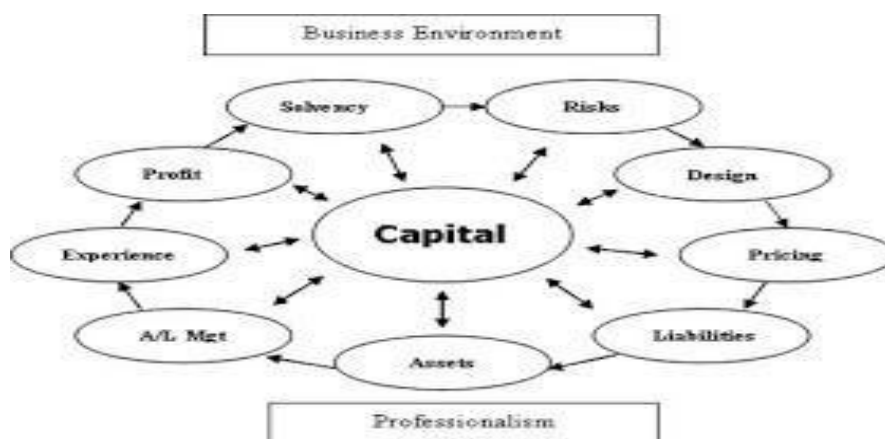 Business Environment
Solvency
Risks
Profit
Design
Capital
Experience
Pricing
A/L Mgt
Liabilities
Assets
Professionalism